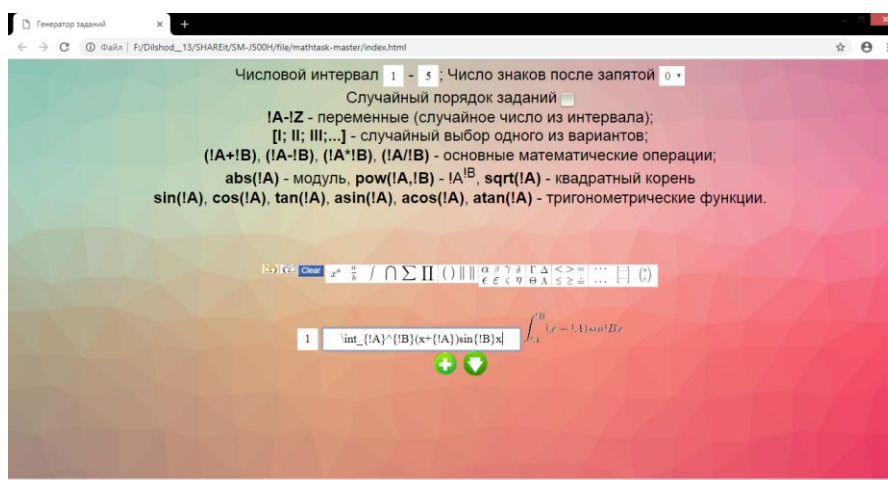 Генератор заданий
Файл | F:/Dilshod__13/SHAREit/SM-J500H/file/mathtask-master/index.html
Числовой интервал 1 - 5 ; Число знаков после запятой 0
Случайный порядок заданий
!A-!Z - переменные (случайное число из интервала);
[I; II; III;...] - случайный выбор одного из вариантов;
(!A+!B), (!A-!B), (!A*!B), (!A/!B) - основные математические операции;
abs(!A) - модуль, pow(!A,!B) - !A^!B, sqrt(!A) - квадратный корень
sin(!A), cos(!A), tan(!A), asin(!A), acos(!A), atan(!A) - тригонометрические функции.
Clear x^a a/b ∫ ⋂ ∑ ∏ ( ) ‖ ‖ α β γ δ Γ Δ < > =
ϵ ε ζ η Θ Λ ≤ ≥ ≐
1 \int_{!A}^{!B}(x+{!A})sin{!B}x